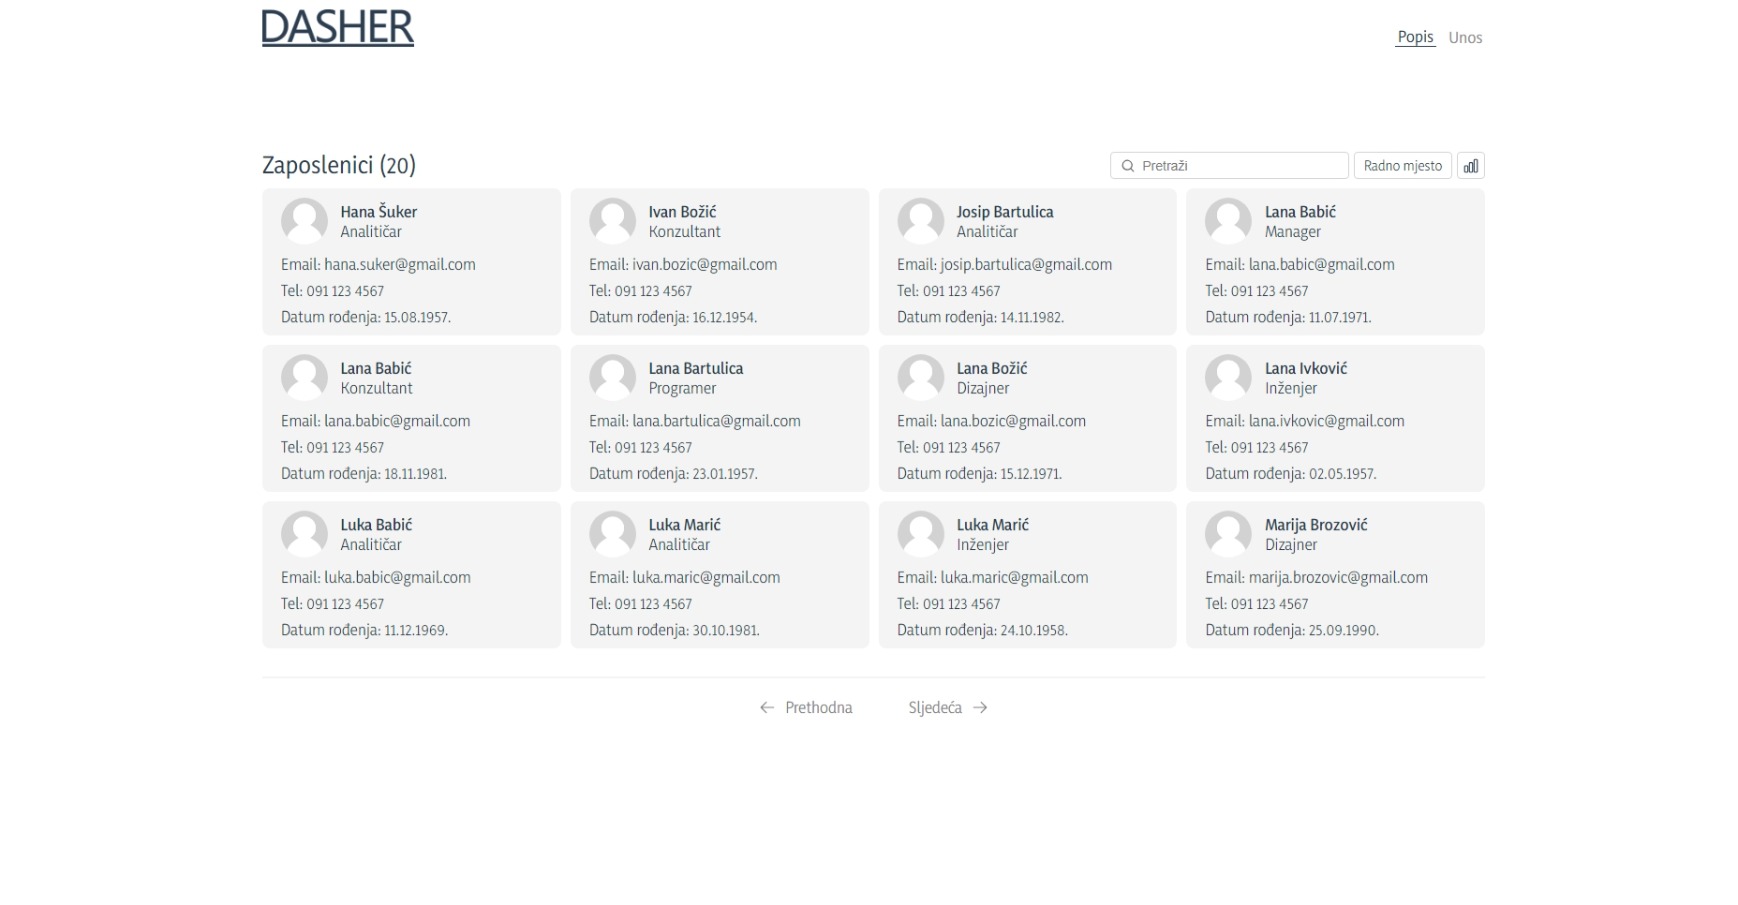 DASHER
Popis Unos
Zaposlenici (20)
Pretraži Radno mjesto
Hana Šuker
Analitičar
Email: hana.suker@gmail.com
Tel: 091 123 4567
Datum rođenja: 15.08.1957.
Ivan Božić
Konzultant
Email: ivan.bozic@gmail.com
Tel: 091 123 4567
Datum rođenja: 16.12.1954.
Josip Bartulica
Analitičar
Email: josip.bartulica@gmail.com
Tel: 091 123 4567
Datum rođenja: 14.11.1982.
Lana Babić
Manager
Email: lana.babic@gmail.com
Tel: 091 123 4567
Datum rođenja: 11.07.1971.
Lana Babić
Konzultant
Email: lana.babic@gmail.com
Tel: 091 123 4567
Datum rođenja: 18.11.1981.
Lana Bartulica
Programer
Email: lana.bartulica@gmail.com
Tel: 091 123 4567
Datum rođenja: 23.01.1957.
Lana Božić
Dizajner
Email: lana.bozic@gmail.com
Tel: 091 123 4567
Datum rođenja: 15.12.1971.
Lana Ivković
Inženjer
Email: lana.ivkovic@gmail.com
Tel: 091 123 4567
Datum rođenja: 02.05.1957.
Luka Babić
Analitičar
Email: luka.babic@gmail.com
Tel: 091 123 4567
Datum rođenja: 11.12.1969.
Luka Marić
Analitičar
Email: luka.maric@gmail.com
Tel: 091 123 4567
Datum rođenja: 30.10.1981.
Luka Marić
Inženjer
Email: luka.maric@gmail.com
Tel: 091 123 4567
Datum rođenja: 24.10.1958.
Marija Brozović
Dizajner
Email: marija.brozovic@gmail.com
Tel: 091 123 4567
Datum rođenja: 25.09.1990.
← Prethodna Sljedeća →